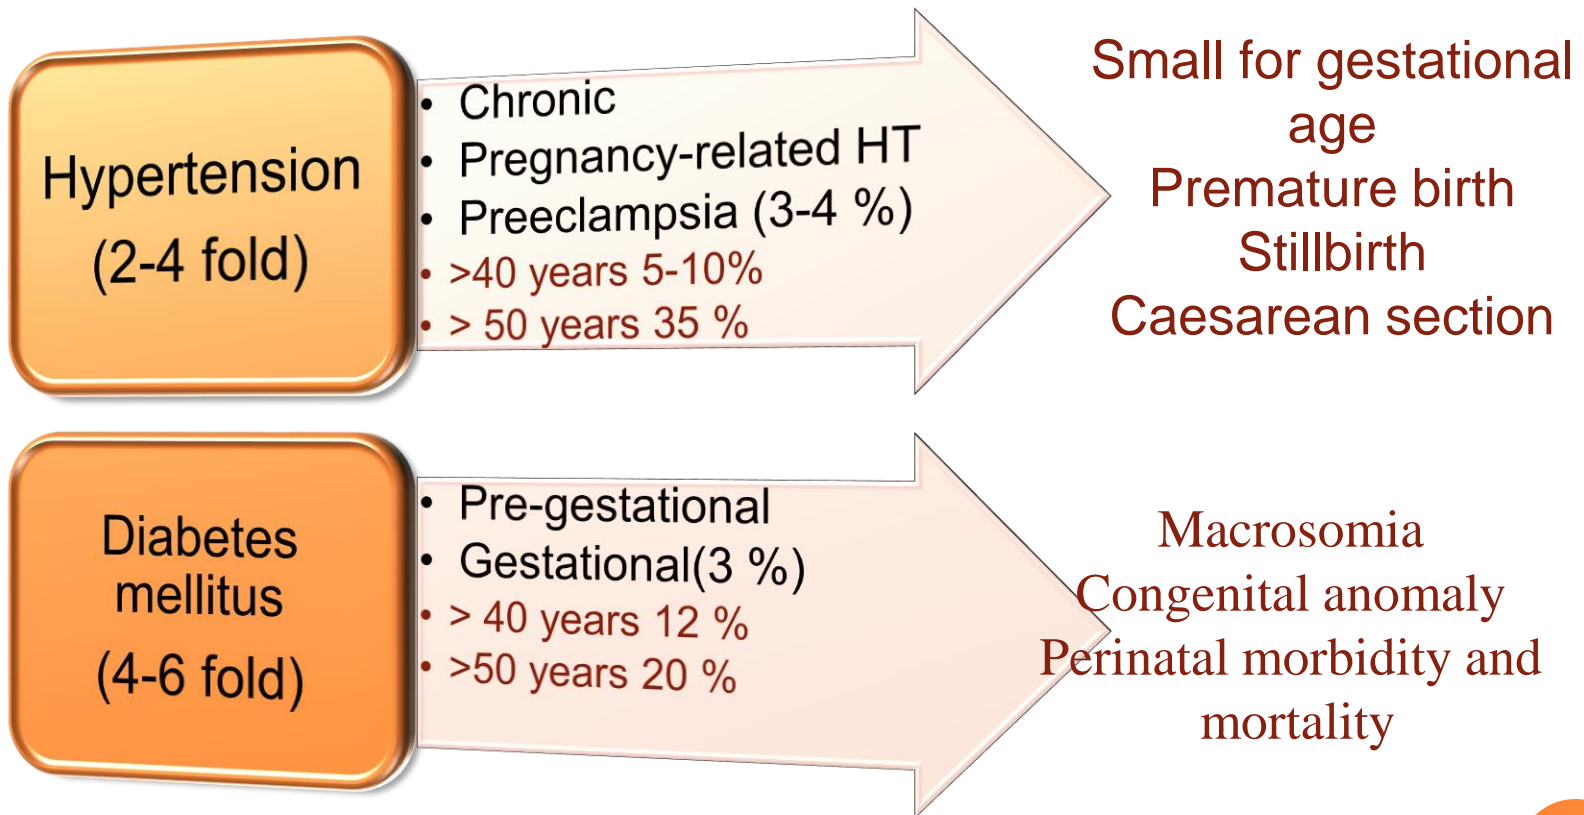 Hypertension
(2-4 fold)
• Chronic
• Pregnancy-related HT
• Preeclampsia (3-4 %)
• >40 years 5-10%
• > 50 years 35 %
Small for gestational
age
Premature birth
Stillbirth
Caesarean section
Diabetes
mellitus
(4-6 fold)
• Pre-gestational
• Gestational(3 %)
• > 40 years 12 %
• >50 years 20 %
Macrosomia
Congenital anomaly
Perinatal morbidity and
mortality